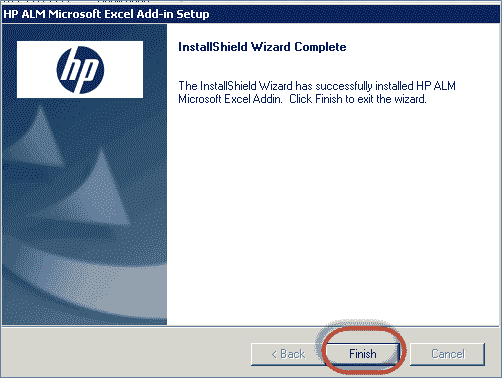 HP ALM Microsoft Excel Add-in Setup
hp
InstallShield Wizard Complete
The InstallShield Wizard has successfully installed HP ALM
Microsoft Excel Addin. Click Finish to exit the wizard.
< Back
Finish
Cancel